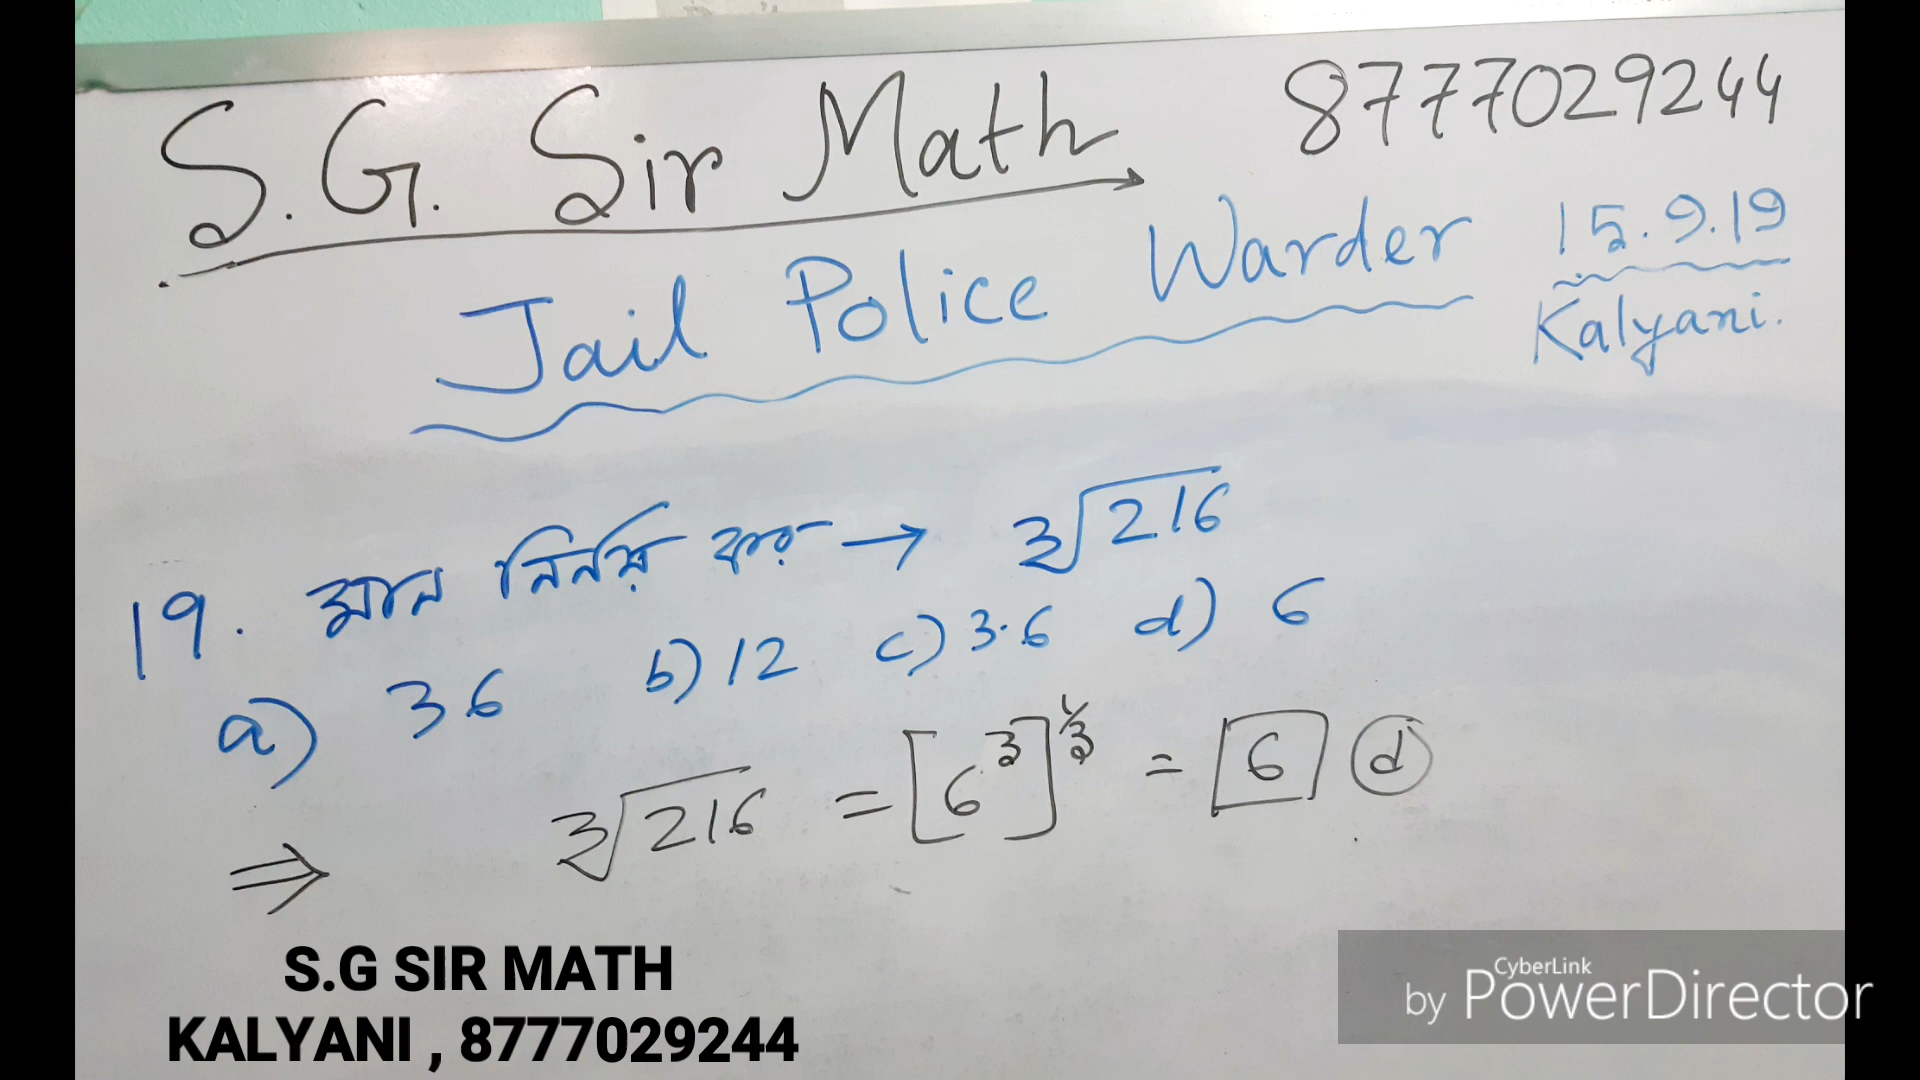 S.G. Sir Math 8777029244
Jail Police Warder 15.9.19
Kalyani.
19. মান নির্নয় কর → ∛216
a) 36 b) 12 c) 3.6 d) 6
⇒ ∛216 = [6³]^1/3 = 6 d
S.G SIR MATH
KALYANI , 8777029244
CyberLink
by PowerDirector